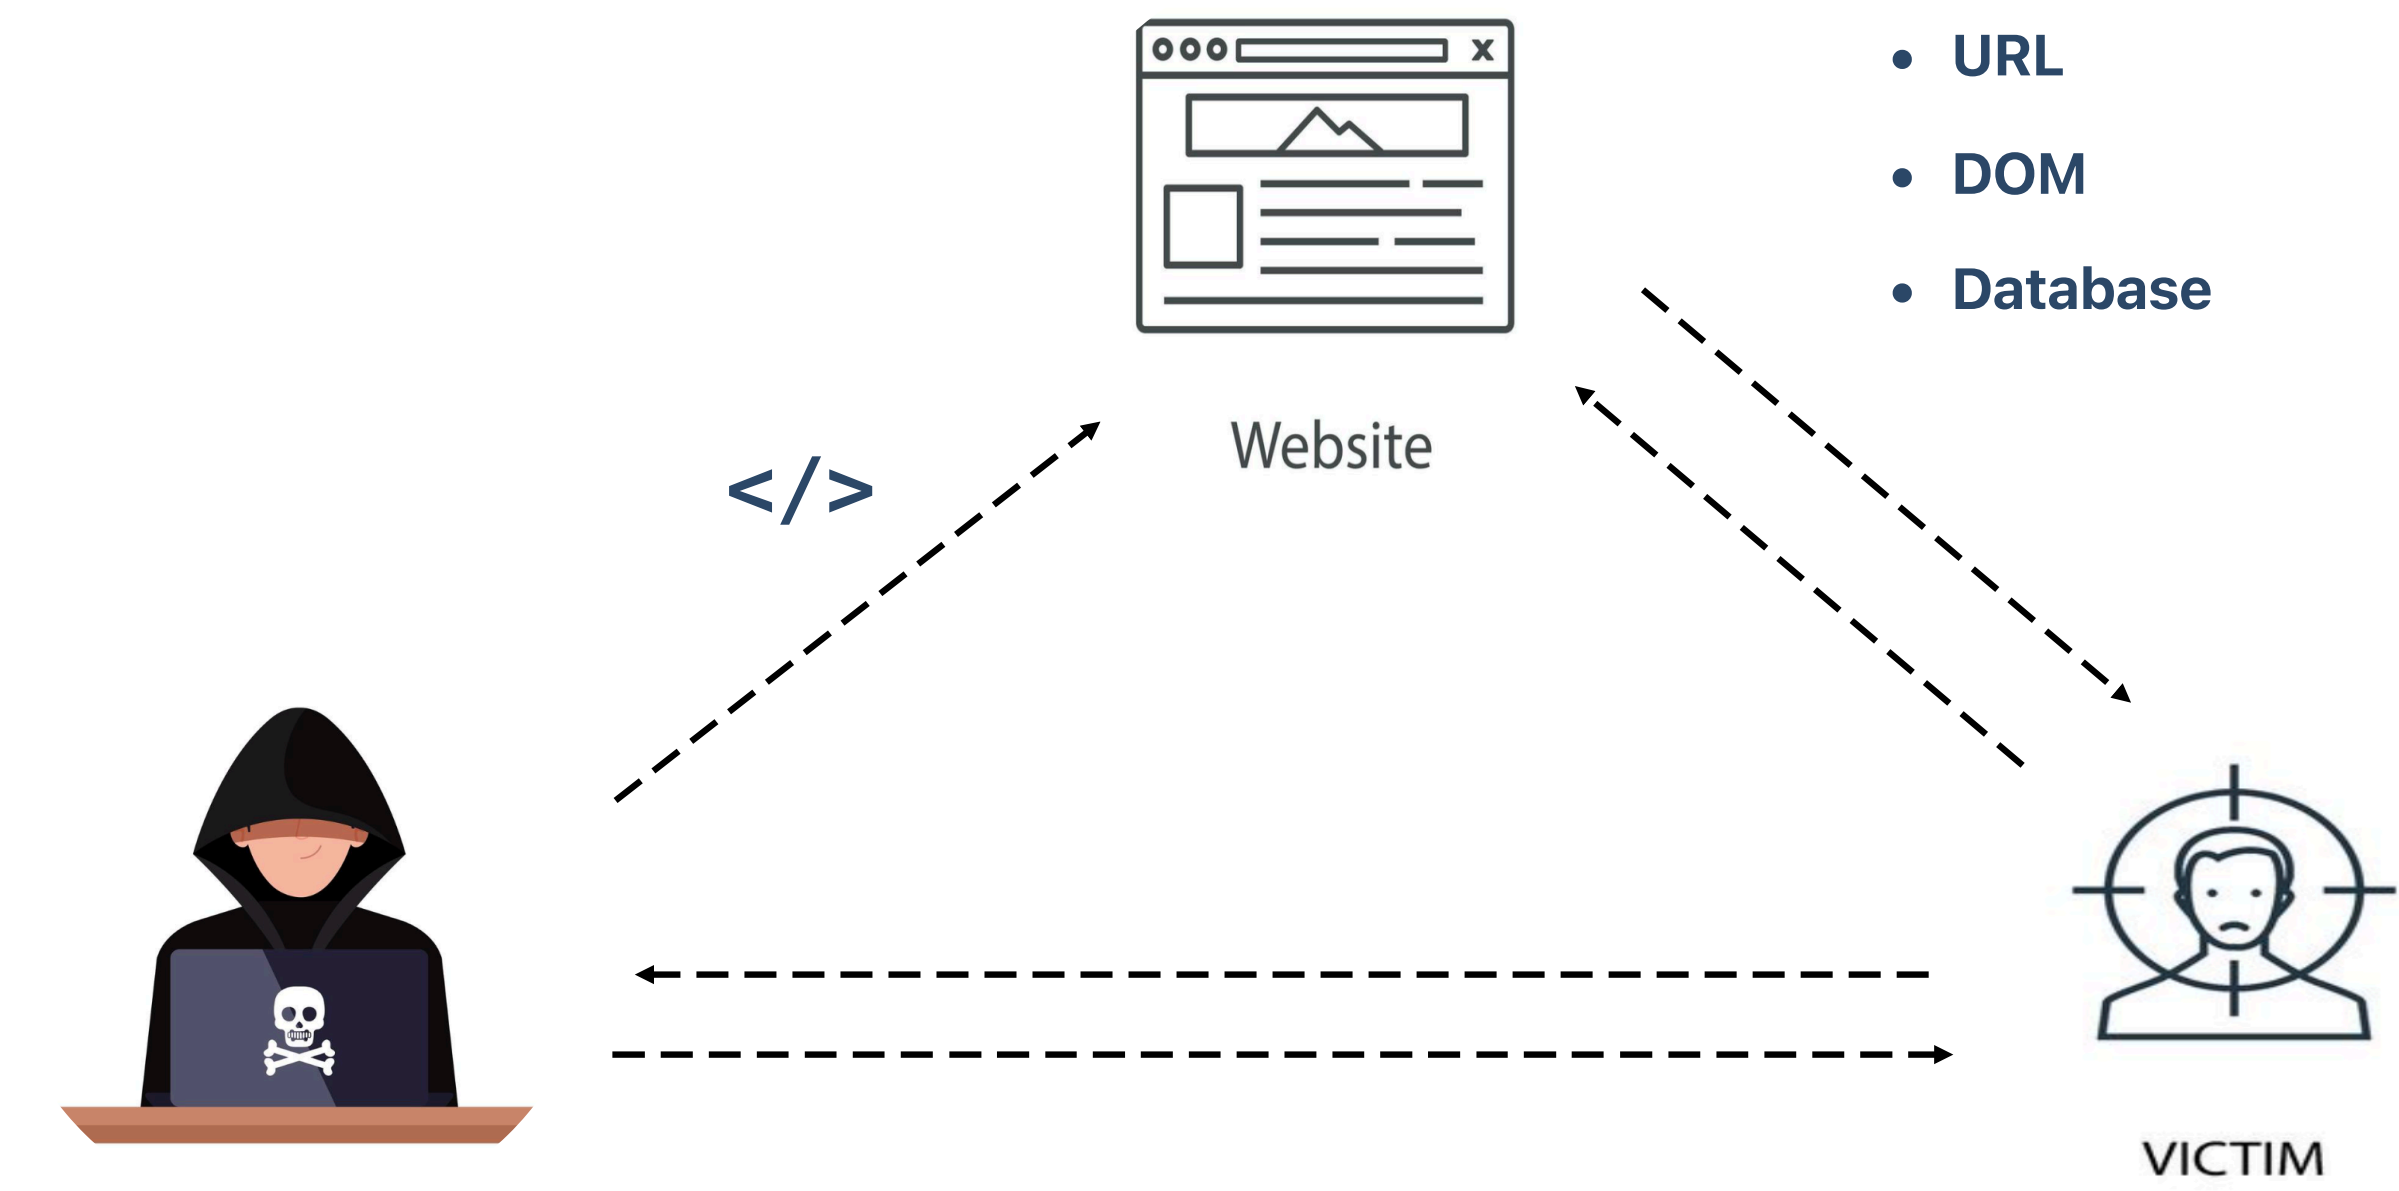 • URL
• DOM
• Database
Website
</>
VICTIM